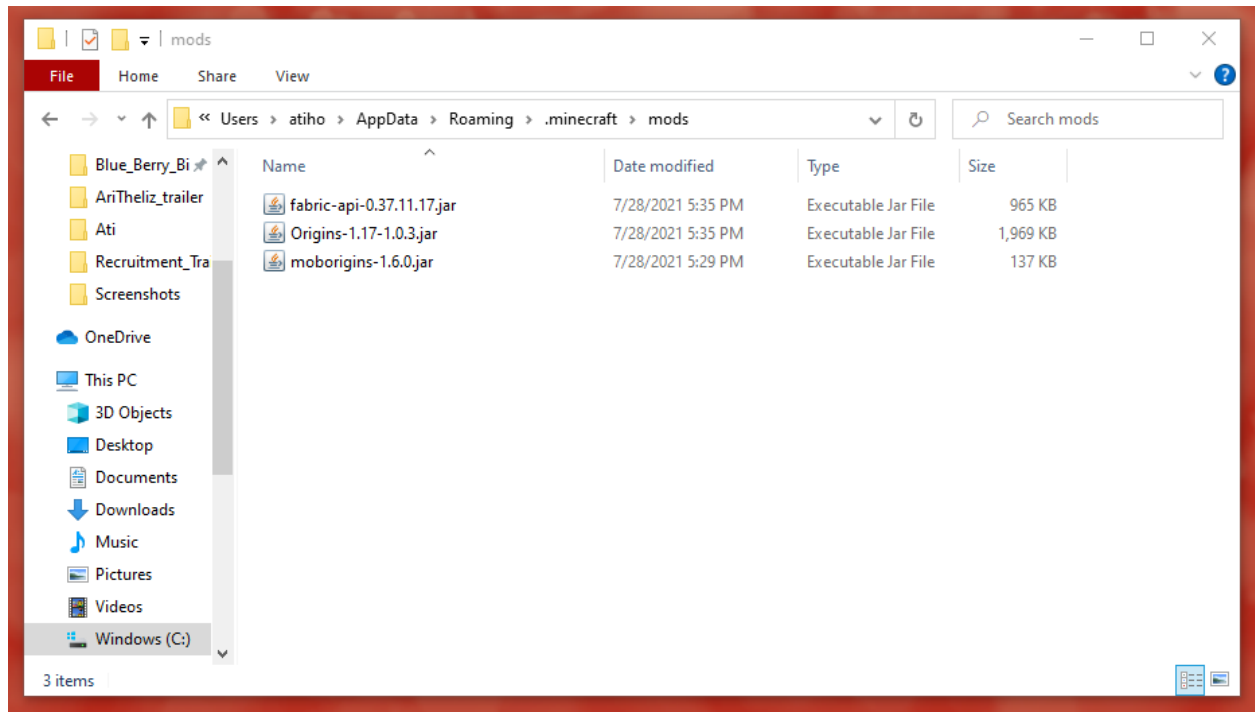 mods
File Home Share View
« Users › atiho › AppData › Roaming › .minecraft › mods Search mods
Name Date modified Type Size
Blue_Berry_Bi
AriTheliz_trailer
Ati
Recruitment_Tra
Screenshots
OneDrive
This PC
3D Objects
Desktop
Documents
Downloads
Music
Pictures
Videos
Windows (C:)
fabric-api-0.37.11.17.jar 7/28/2021 5:35 PM Executable Jar File 965 KB
Origins-1.17-1.0.3.jar 7/28/2021 5:35 PM Executable Jar File 1,969 KB
moborigins-1.6.0.jar 7/28/2021 5:29 PM Executable Jar File 137 KB
3 items